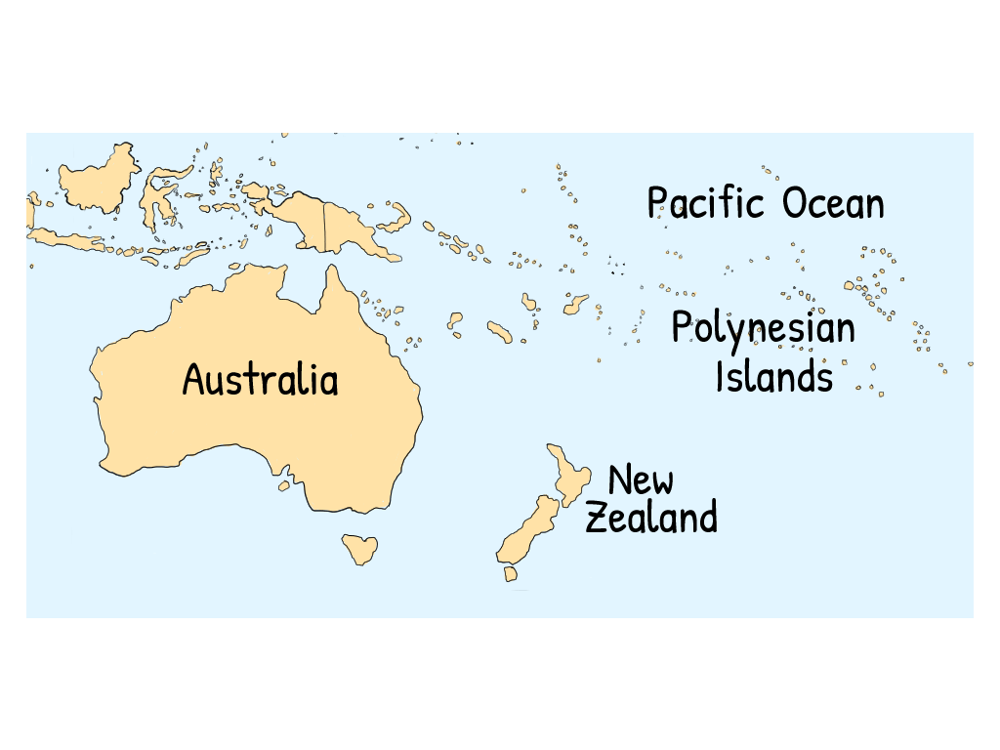 Pacific Ocean
Polynesian
Islands
Australia
New
Zealand